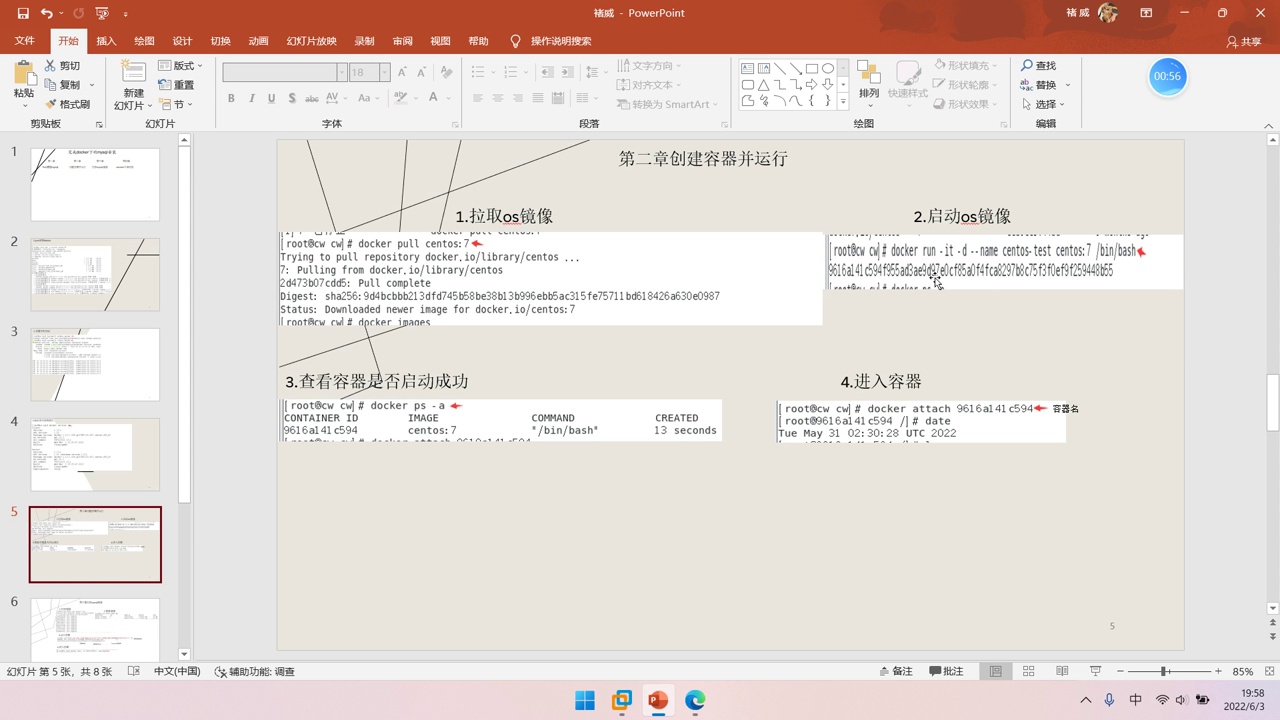 褚威 - PowerPoint
褚 威
文件 开始 插入 绘图 设计 切换 动画 幻灯片放映 录制 审阅 视图 帮助 操作说明搜索 共享
粘贴
剪切
复制
格式刷
剪贴板
新建
幻灯片
版式
重置
节
幻灯片
18
B I U S abc AV Aa A
字体
文字方向
对齐文本
转换为 SmartArt
段落
排列
快速样式
形状填充
形状轮廓
形状效果
绘图
查找
替换
选择
编辑
00:56
1
2
3
4
5
6
第二章创建容器并运行
1.拉取os镜像
[root@cw cw]# docker pull centos:7
Trying to pull repository docker.io/library/centos ...
7: Pulling from docker.io/library/centos
2d473b07cdd5: Pull complete
Digest: sha256:9d4bcbbb213dfd745b58be38b13b996ebb5ac315fe75711bd618426a630e0987
Status: Downloaded newer image for docker.io/centos:7
[root@cw cw]# docker images
2.启动os镜像
[root@cw cw]# docker run -it -d --name centos-test centos:7 /bin/bash
3.查看容器是否启动成功
[root@cw cw]# docker ps -a
CONTAINER ID IMAGE COMMAND CREATED
9616a141c594 centos:7 "/bin/bash" 13 seconds
4.进入容器
[root@cw cw]# docker attach 9616a141c594 容器名
[root@9616a141c594 /]# date
Tue May 31 02:30:28 UTC 2022
5
幻灯片 第 5 张，共 8 张 中文(中国) 辅助功能: 调查 备注 批注 85%
中
19:58
2022/6/3